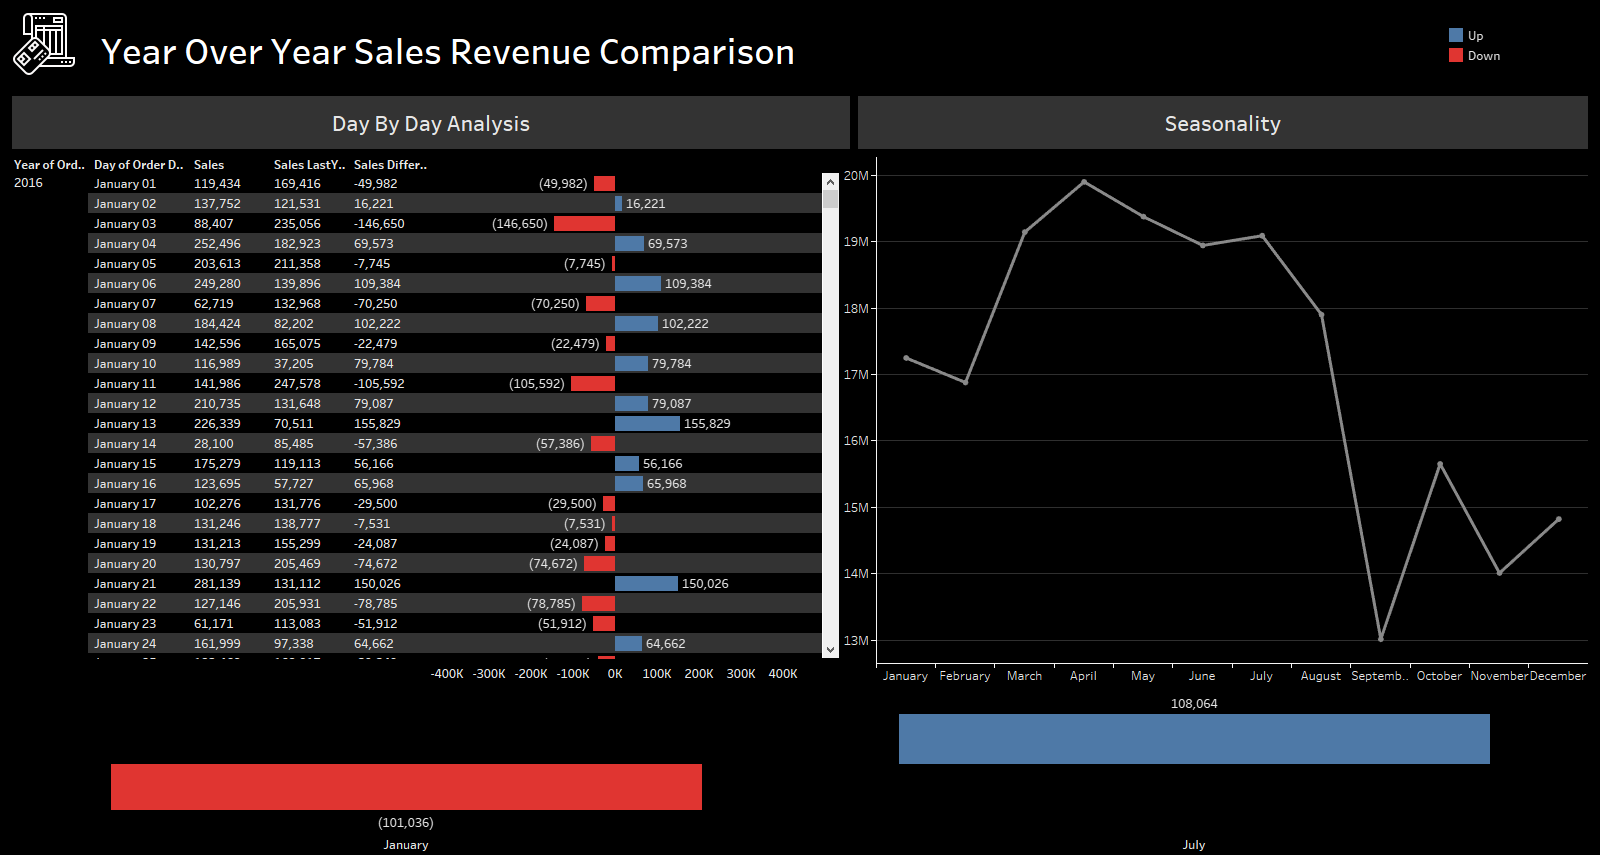 Year Over Year Sales Revenue Comparison
Up
Down
Day By Day Analysis
Seasonality
Year of Ord.. Day of Order D.. Sales Sales LastY.. Sales Differ..
2016 January 01 119,434 169,416 -49,982 (49,982)
January 02 137,752 121,531 16,221 16,221
January 03 88,407 235,056 -146,650 (146,650)
January 04 252,496 182,923 69,573 69,573
January 05 203,613 211,358 -7,745 (7,745)
January 06 249,280 139,896 109,384 109,384
January 07 62,719 132,968 -70,250 (70,250)
January 08 184,424 82,202 102,222 102,222
January 09 142,596 165,075 -22,479 (22,479)
January 10 116,989 37,205 79,784 79,784
January 11 141,986 247,578 -105,592 (105,592)
January 12 210,735 131,648 79,087 79,087
January 13 226,339 70,511 155,829 155,829
January 14 28,100 85,485 -57,386 (57,386)
January 15 175,279 119,113 56,166 56,166
January 16 123,695 57,727 65,968 65,968
January 17 102,276 131,776 -29,500 (29,500)
January 18 131,246 138,777 -7,531 (7,531)
January 19 131,213 155,299 -24,087 (24,087)
January 20 130,797 205,469 -74,672 (74,672)
January 21 281,139 131,112 150,026 150,026
January 22 127,146 205,931 -78,785 (78,785)
January 23 61,171 113,083 -51,912 (51,912)
January 24 161,999 97,338 64,662 64,662
-400K -300K -200K -100K 0K 100K 200K 300K 400K
20M
19M
18M
17M
16M
15M
14M
13M
January February March April May June July August Septemb.. October November December
108,064
(101,036)
January
July